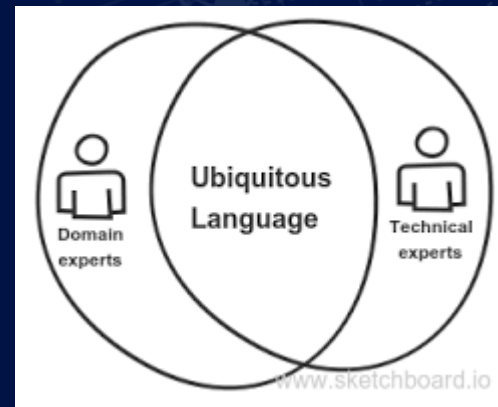 Ubiquitous
Language
Domain
experts
Technical
experts
www.sketchboard.io